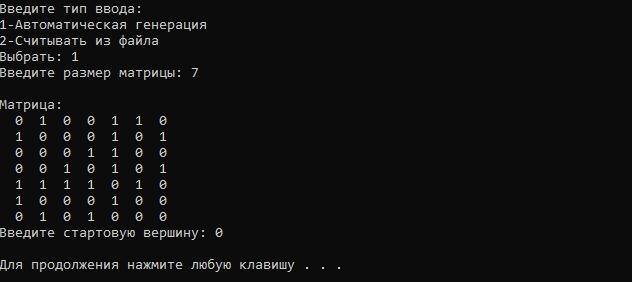 Введите тип ввода:
1-Автоматическая генерация
2-Считывать из файла
Выбрать: 1
Введите размер матрицы: 7
Матрица:
0 1 0 0 1 1 0
1 0 0 0 1 0 1
0 0 0 1 1 0 0
0 0 1 0 1 0 1
1 1 1 1 0 1 0
1 0 0 0 1 0 0
0 1 0 1 0 0 0
Введите стартовую вершину: 0
Для продолжения нажмите любую клавишу . . .